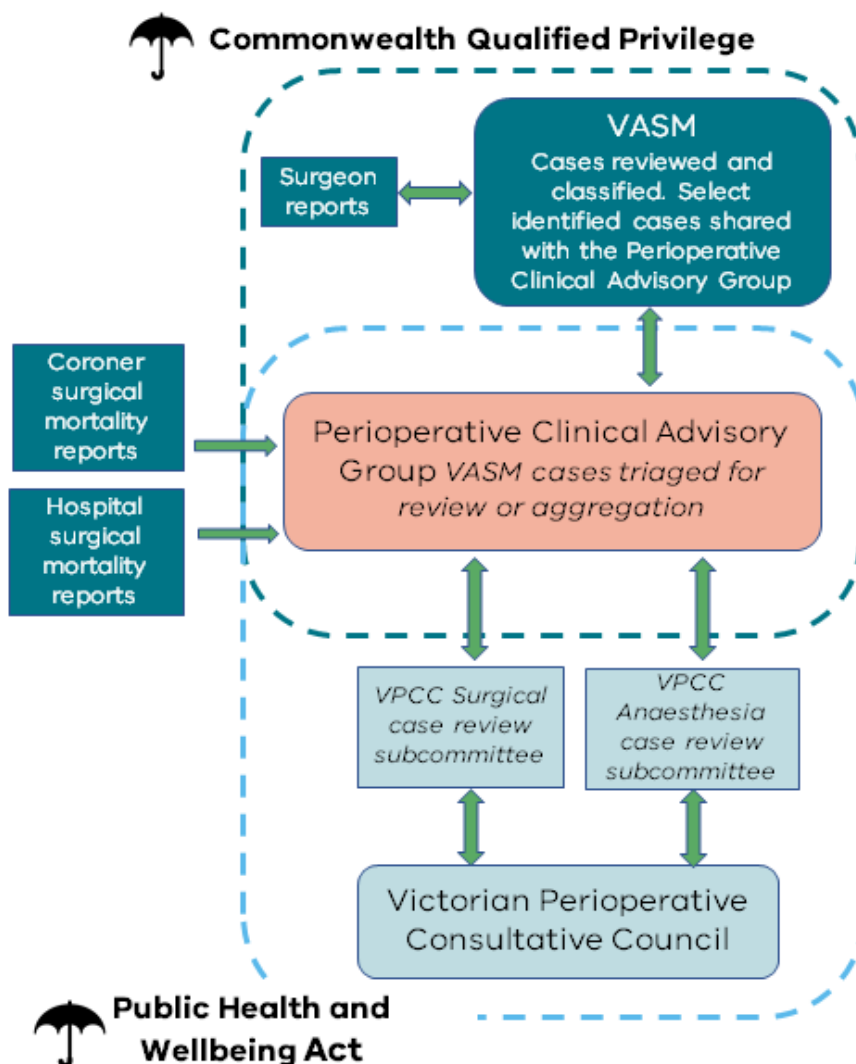 Commonwealth Qualified Privilege
VASM
Cases reviewed and
classified. Select
identified cases shared
with the Perioperative
Clinical Advisory Group
Surgeon
reports
Coroner
surgical
mortality
reports
Perioperative Clinical Advisory
Group VASM cases triaged for
review or aggregation
Hospital
surgical
mortality
reports
VPCC Surgical
case review
subcommittee
VPCC
Anaesthesia
case review
subcommittee
Victorian Perioperative
Consultative Council
Public Health and
Wellbeing Act